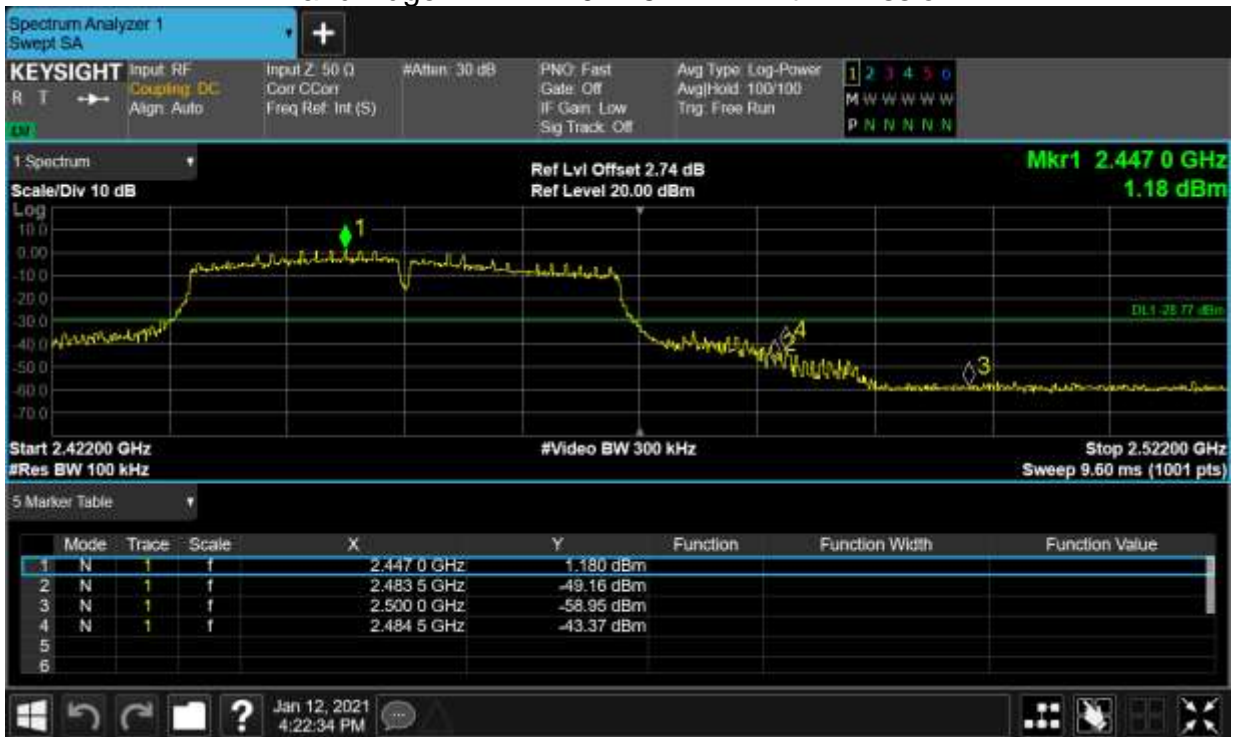 Spectrum Analyzer 1
Swept SA
+
KEYSIGHT Input: RF Input Z: 50 Ω #Atten: 30 dB PNO: Fast Avg Type: Log-Power 1 2 3 4 5 6
R T Coupling: DC Corr CCorr Gate: Off Avg|Hold: 100/100 M W W W W W
Align: Auto Freq Ref: Int (S) IF Gain: Low Trig: Free Run P N N N N N
Sig Track: Off
1 Spectrum Ref Lvl Offset 2.74 dB Mkr1 2.447 0 GHz
Scale/Div 10 dB Ref Level 20.00 dBm 1.18 dBm
Log
10.0 1
0.00
-10.0
-20.0
-30.0 DL1 -28.77 dBm
-40.0 2 4
-50.0 3
-60.0
-70.0
Start 2.42200 GHz #Video BW 300 kHz Stop 2.52200 GHz
#Res BW 100 kHz Sweep 9.60 ms (1001 pts)
5 Marker Table
Mode Trace Scale X Y Function Function Width Function Value
1 N 1 f 2.447 0 GHz 1.180 dBm
2 N 1 f 2.483 5 GHz -49.16 dBm
3 N 1 f 2.500 0 GHz -58.95 dBm
4 N 1 f 2.484 5 GHz -43.37 dBm
5
6
? Jan 12, 2021
4:22:34 PM